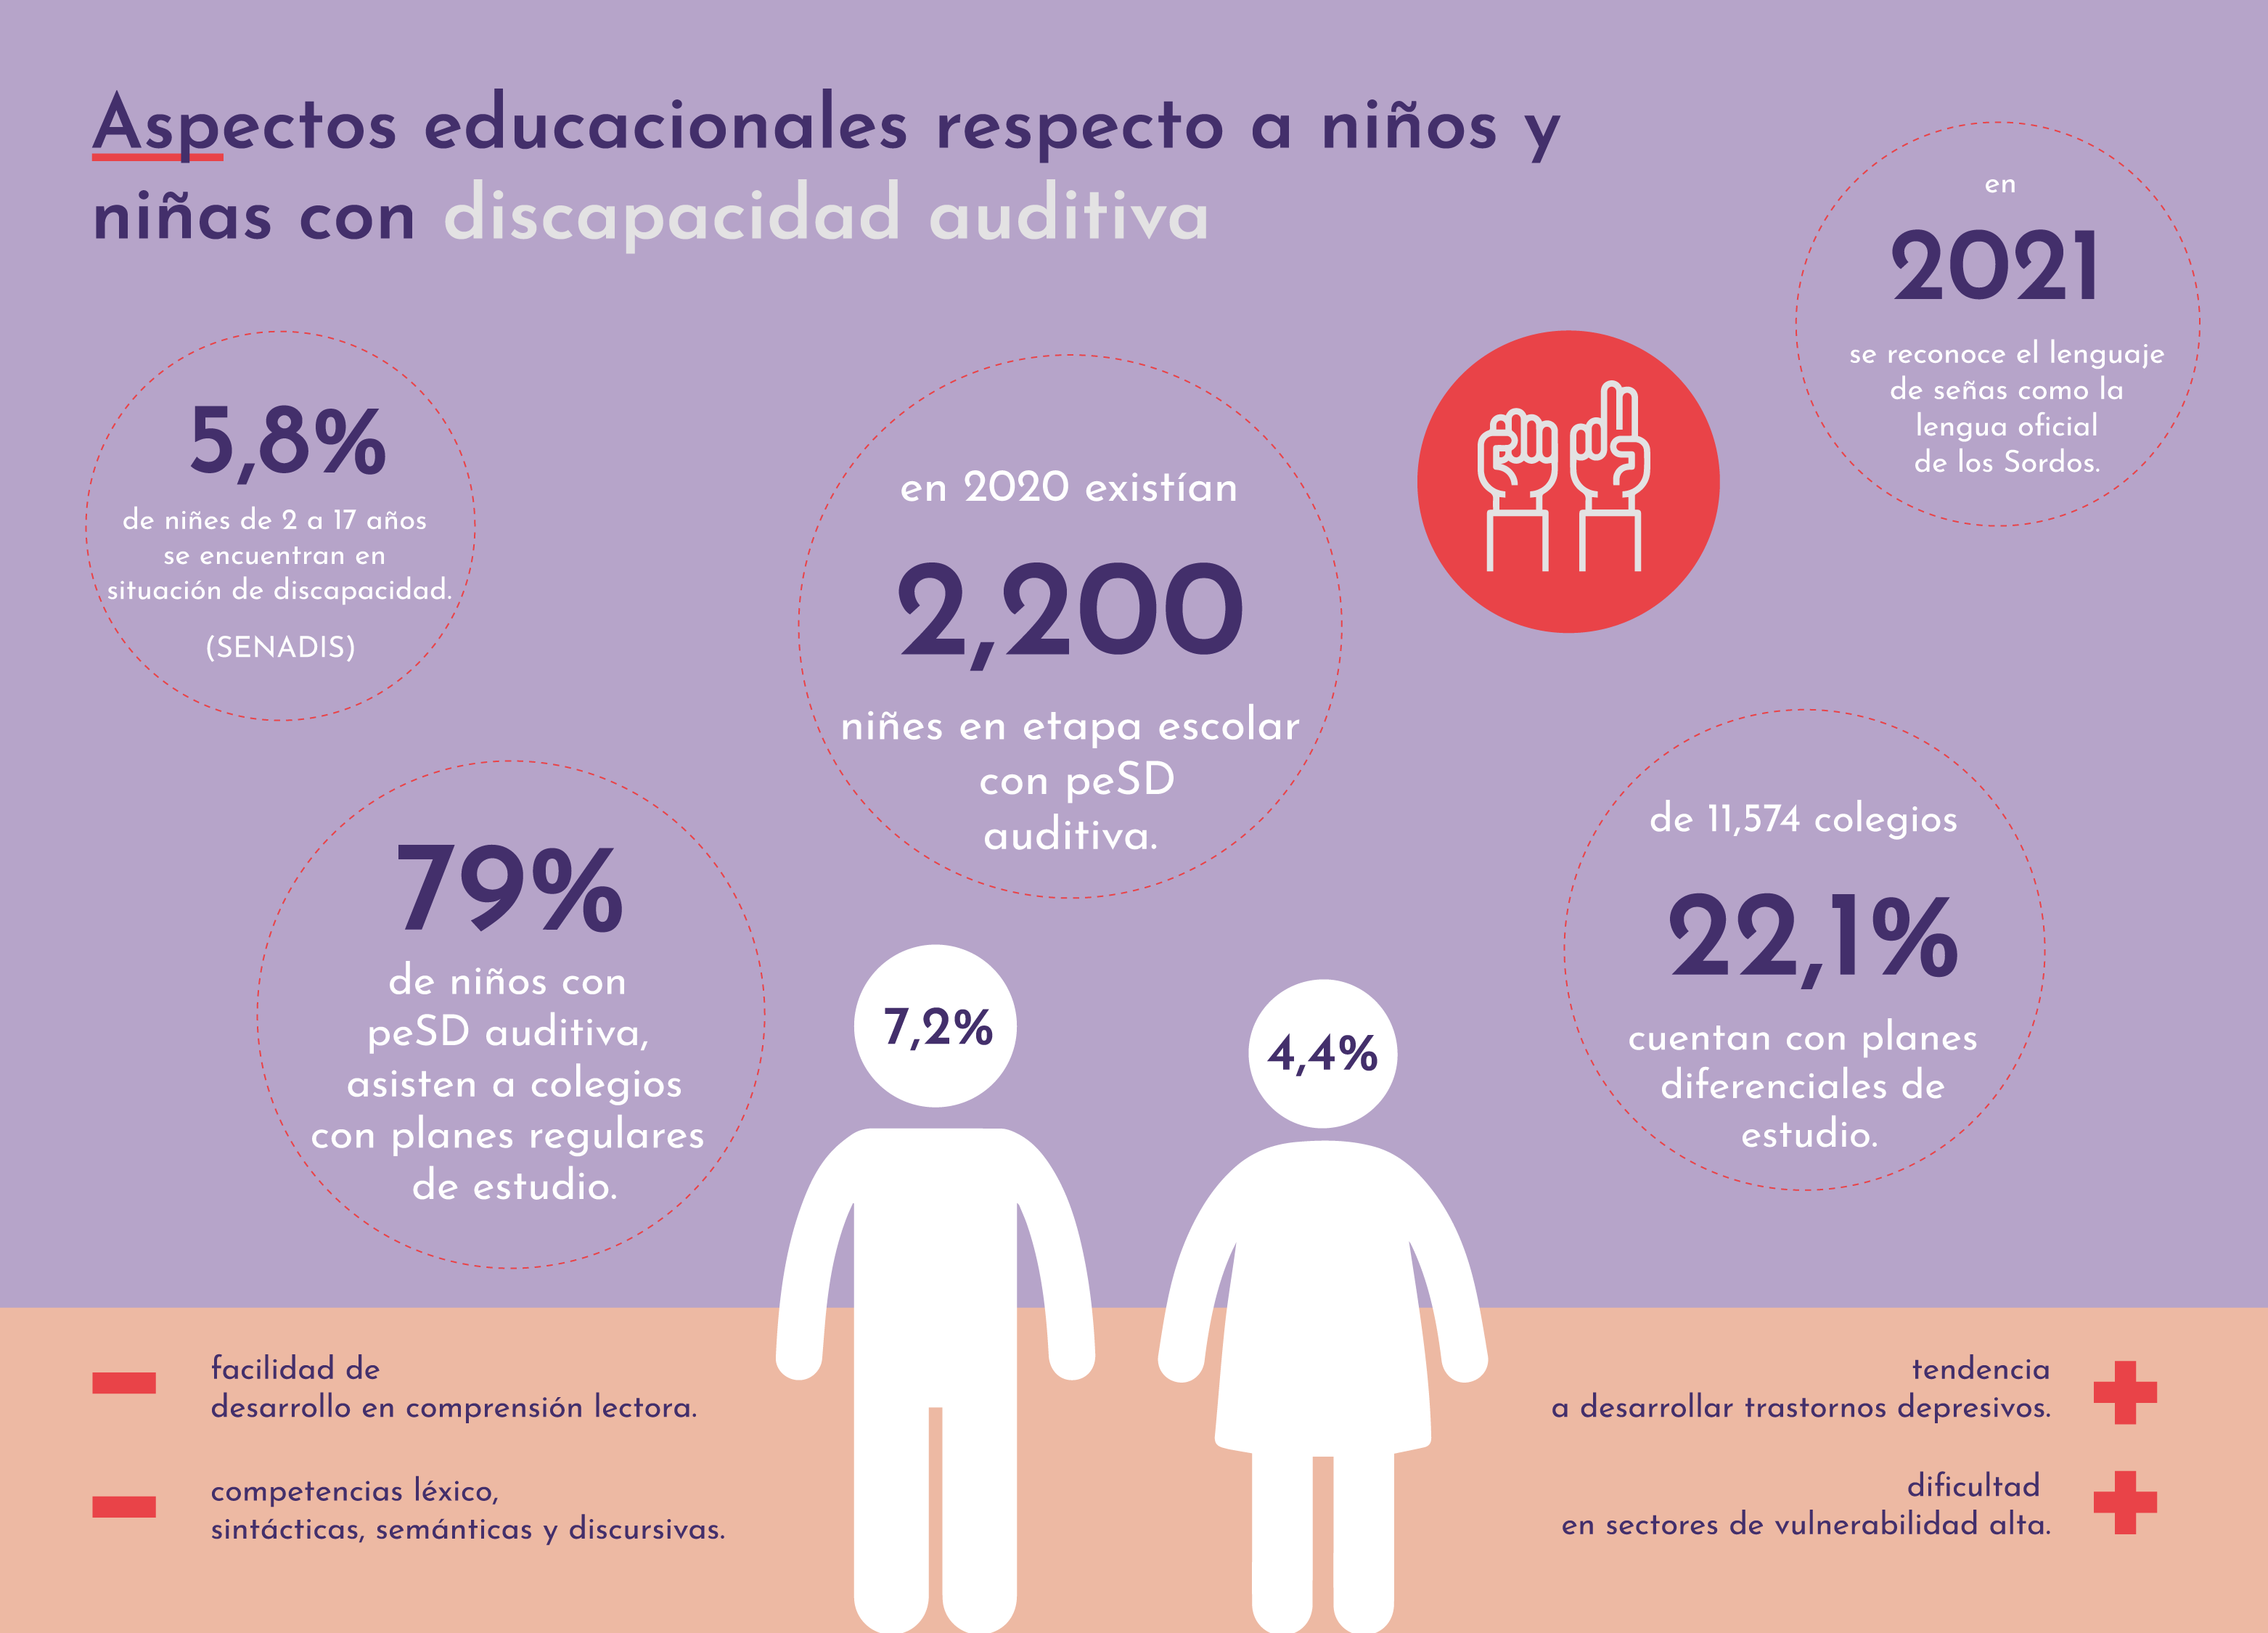 Aspectos educacionales respecto a niños y
niñas con discapacidad auditiva
en
2021
se reconoce el lenguaje
de señas como la
lengua oficial
de los Sordos.
5,8%
de niñes de 2 a 17 años
se encuentran en
situación de discapacidad.
(SENADIS)
en 2020 existían
2,200
niñes en etapa escolar
con peSD
auditiva.
79%
de niños con
peSD auditiva,
asisten a colegios
con planes regulares
de estudio.
de 11,574 colegios
22,1%
cuentan con planes
diferenciales de
estudio.
7,2%
4,4%
facilidad de
desarrollo en comprensión lectora.
competencias léxico,
sintácticas, semánticas y discursivas.
tendencia
a desarrollar trastornos depresivos.
dificultad
en sectores de vulnerabilidad alta.